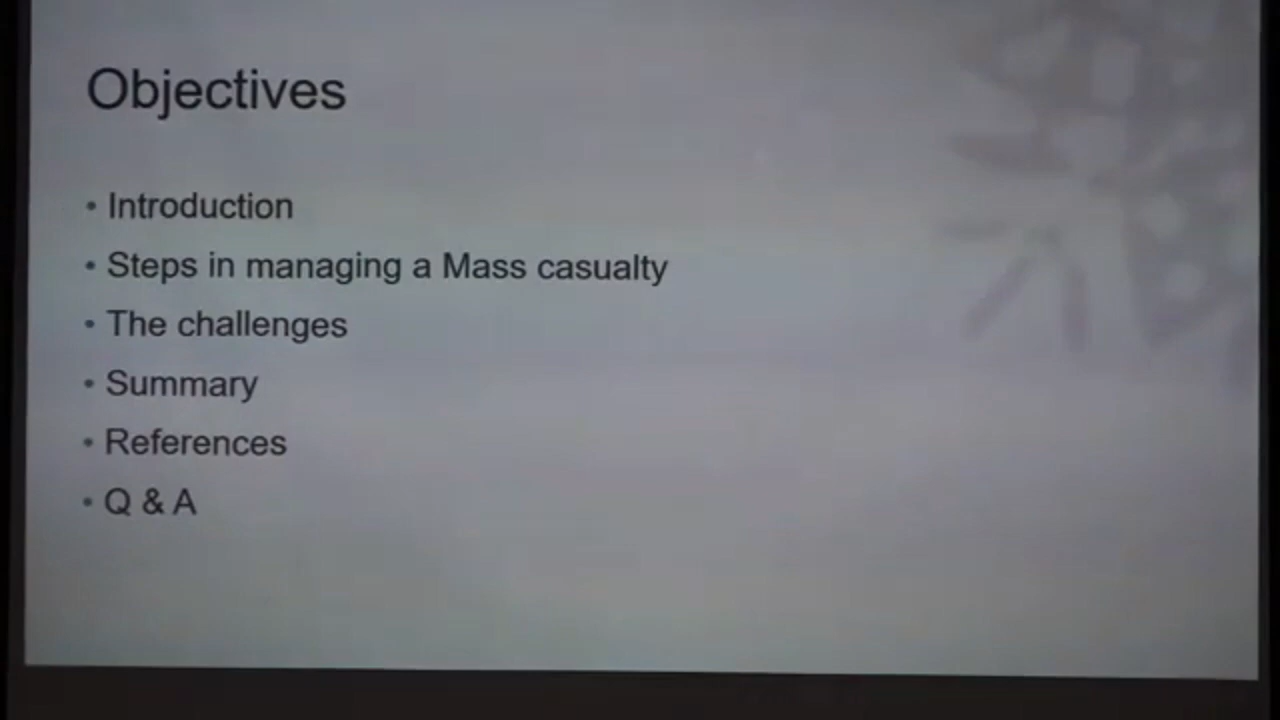 Objectives
• Introduction
• Steps in managing a Mass casualty
• The challenges
• Summary
• References
• Q & A